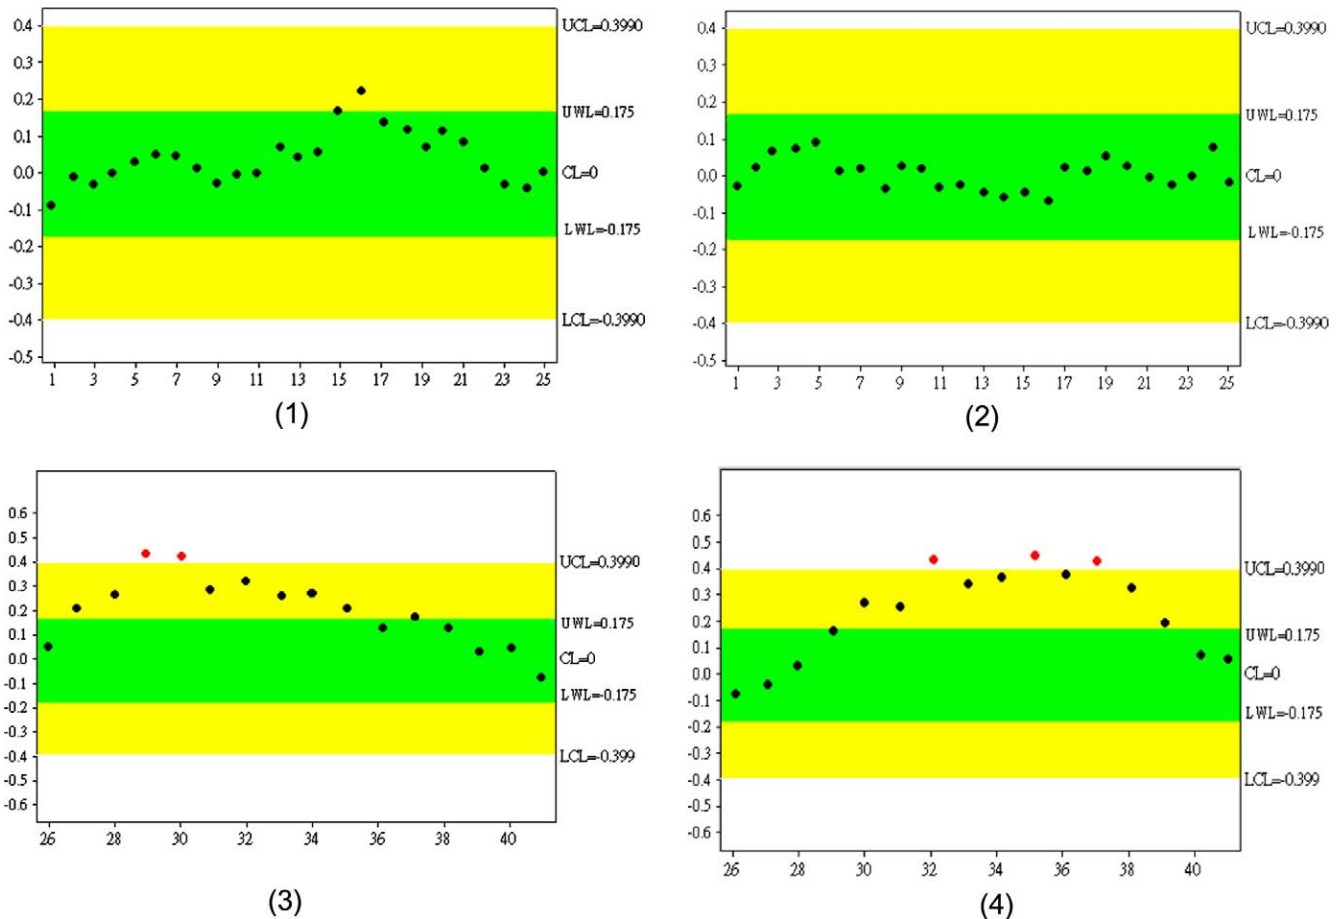 0.4
0.3
0.2
0.1
0.0
-0.1
-0.2
-0.3
-0.4
-0.5
UCL=0.3990
UWL=0.175
CL=0
LWL=-0.175
LCL=-0.3990
1 3 5 7 9 11 13 15 17 19 21 23 25
(1)
0.4
0.3
0.2
0.1
0.0
-0.1
-0.2
-0.3
-0.4
-0.5
UCL=0.3990
UWL=0.175
CL=0
LWL=-0.175
LCL=-0.3990
1 3 5 7 9 11 13 15 17 19 21 23 25
(2)
0.6
0.5
0.4
0.3
0.2
0.1
0.0
-0.1
-0.2
-0.3
-0.4
-0.5
-0.6
UCL=0.3990
UWL=0.175
CL=0
LWL=-0.175
LCL=-0.399
26 28 30 32 34 36 38 40
(3)
0.6
0.5
0.4
0.3
0.2
0.1
0.0
-0.1
-0.2
-0.3
-0.4
-0.5
-0.6
UCL=0.3990
UWL=0.175
CL=0
LWL=-0.175
LCL=-0.399
26 28 30 32 34 36 38 40
(4)